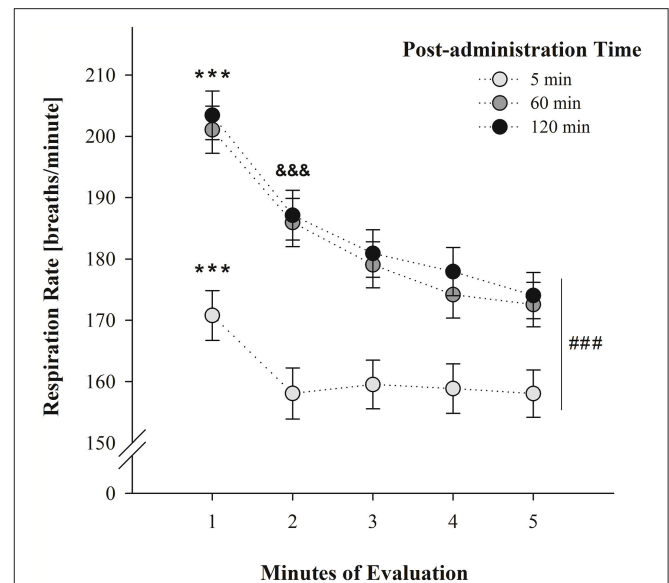 Post-administration Time
5 min
60 min
120 min
Respiration Rate [breaths/minute]
210
200
190
180
170
160
150
0
***
&&&
***
###
1 2 3 4 5
Minutes of Evaluation